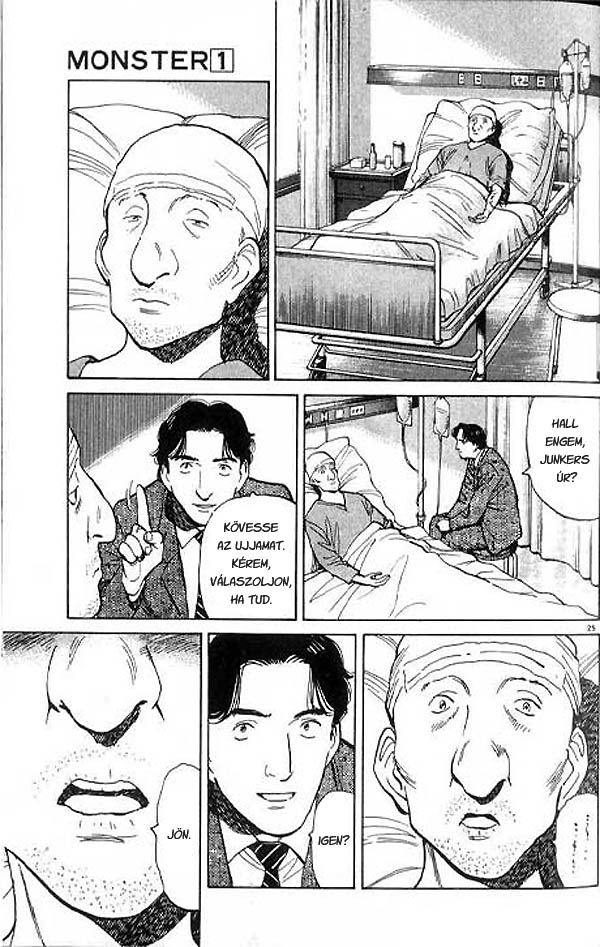 MONSTER 1
HALL
ENGEM,
JUNKERS
ÚR?
KÖVESSE
AZ UJJAMAT.
KÉREM,
VÁLASZOLJON,
HA TUD.
25
IGEN?
JÖN.